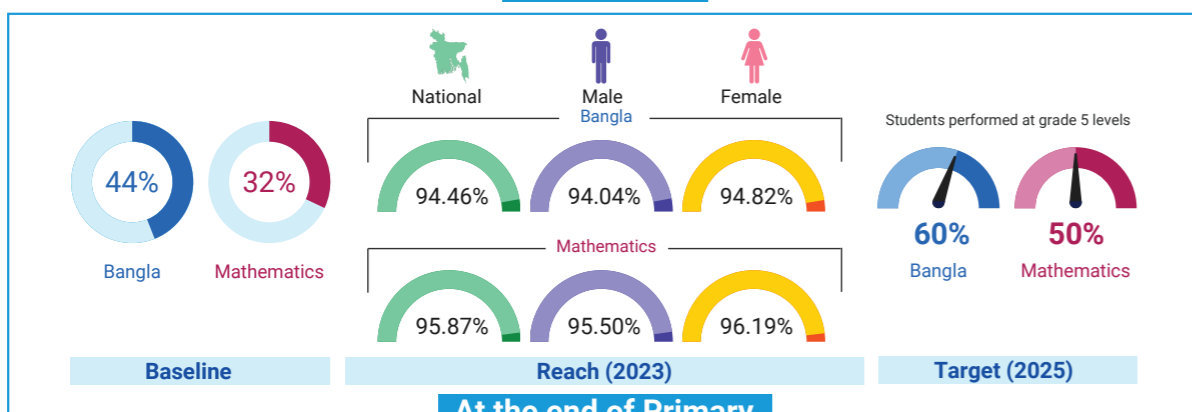 National Male Female
Bangla
Students performed at grade 5 levels
44% 32%
94.46% 94.04% 94.82%
60% 50%
Bangla Mathematics
Bangla Mathematics
Mathematics
95.87% 95.50% 96.19%
Baseline Reach (2023) Target (2025)
At the end of Primary